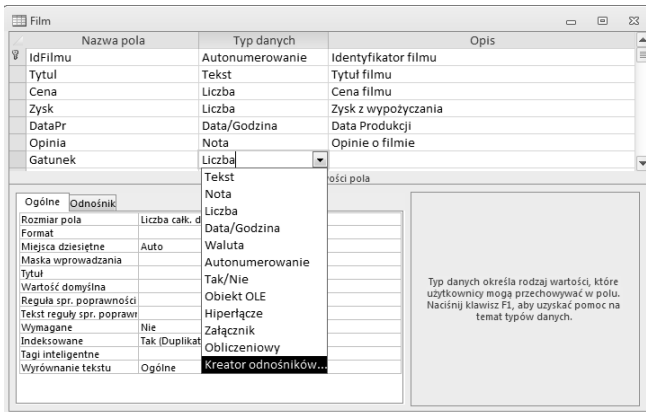 Film
Nazwa pola Typ danych Opis
IdFilmu Autonumerowanie Identyfikator filmu
Tytul Tekst Tytuł filmu
Cena Liczba Cena filmu
Zysk Liczba Zysk z wypożyczania
DataPr Data/Godzina Data Produkcji
Opinia Nota Opinie o filmie
Gatunek Liczba
Tekst
Nota
Liczba
Data/Godzina
Waluta
Autonumerowanie
Tak/Nie
Obiekt OLE
Hiperłącze
Załącznik
Obliczeniowy
Kreator odnośników...
pola
Ogólne Odnośnik
Rozmiar pola Liczba całk. d
Format
Miejsca dziesiętne Auto
Maska wprowadzania
Tytuł
Wartość domyślna
Reguła spr. poprawności
Tekst reguły spr. popraw
Wymagane Nie
Indeksowane Tak (Duplikat
Tagi inteligentne
Wyrównanie tekstu Ogólne
Typ danych określa rodzaj wartości, które
użytkownicy mogą przechowywać w polu.
Naciśnij klawisz F1, aby uzyskać pomoc na
temat typów danych.